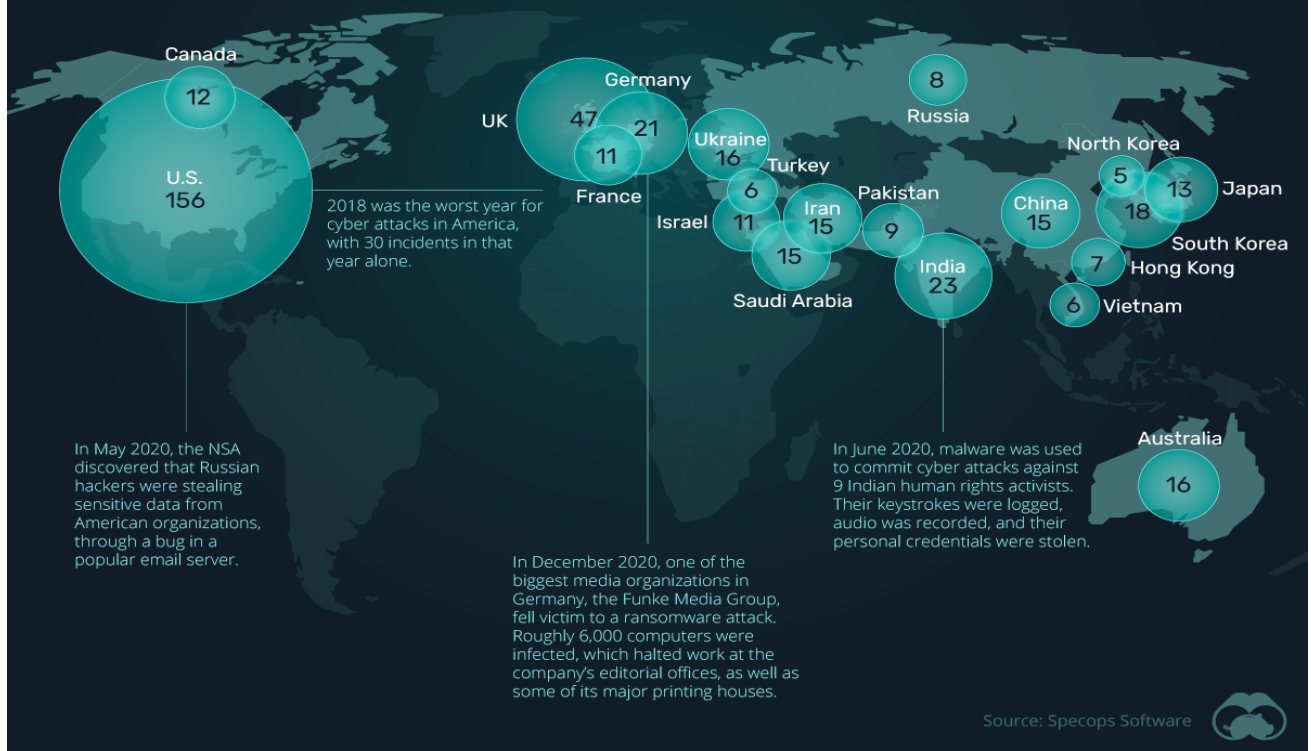 Canada
12
U.S.
156
2018 was the worst year for
cyber attacks in America,
with 30 incidents in that
year alone.
UK
47
Germany
21
11
France
Ukraine
16
Turkey
6
Israel
11
Iran
15
15
Saudi Arabia
Pakistan
9
India
23
8
Russia
North Korea
5
13
Japan
China
15
18
South Korea
7
Hong Kong
6
Vietnam
Australia
16
In May 2020, the NSA
discovered that Russian
hackers were stealing
sensitive data from
American organizations,
through a bug in a
popular email server.
In December 2020, one of the
biggest media organizations in
Germany, the Funke Media Group,
fell victim to a ransomware attack.
Roughly 6,000 computers were
infected, which halted work at the
company's editorial offices, as well as
some of its major printing houses.
In June 2020, malware was used
to commit cyber attacks against
9 Indian human rights activists.
Their keystrokes were logged,
audio was recorded, and their
personal credentials were stolen.
Source: Specops Software